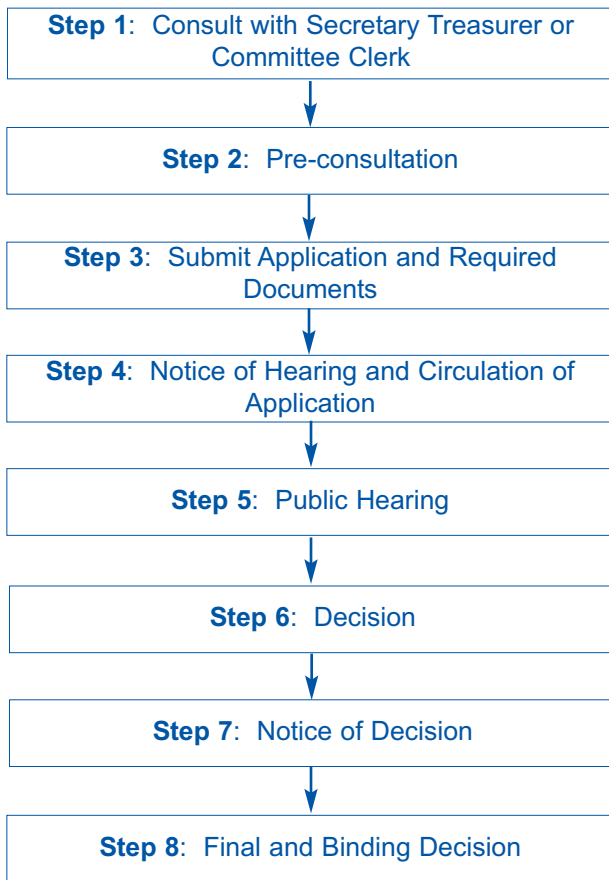 Step 1: Consult with Secretary Treasurer or
Committee Clerk
Step 2: Pre-consultation
Step 3: Submit Application and Required
Documents
Step 4: Notice of Hearing and Circulation of
Application
Step 5: Public Hearing
Step 6: Decision
Step 7: Notice of Decision
Step 8: Final and Binding Decision